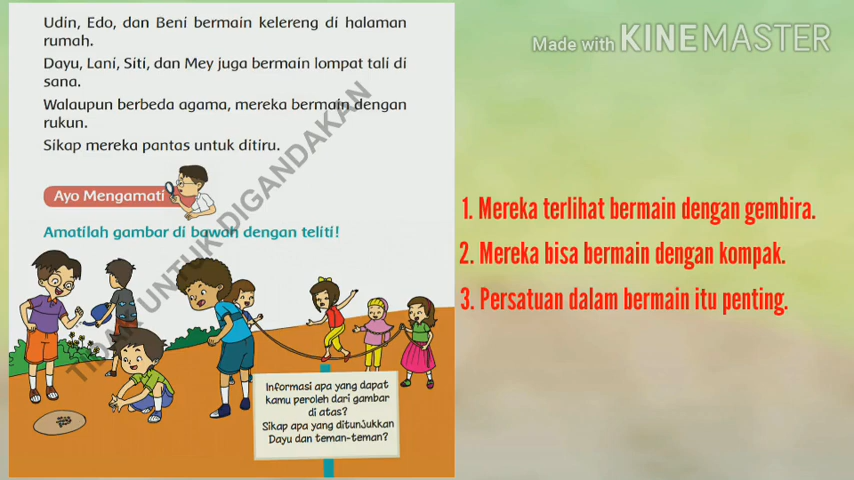 Udin, Edo, dan Beni bermain kelereng di halaman
rumah.
Dayu, Lani, Siti, dan Mey juga bermain lompat tali di
sana.
Walaupun berbeda agama, mereka bermain dengan
rukun.
Sikap mereka pantas untuk ditiru.
Ayo Mengamati
Amatilah gambar di bawah dengan teliti!
TIDAK UNTUK DIGANDAKAN
Informasi apa yang dapat
kamu peroleh dari gambar
di atas?
Sikap apa yang ditunjukkan
Dayu dan teman-teman?
Made with KINEMASTER
1. Mereka terlihat bermain dengan gembira.
2. Mereka bisa bermain dengan kompak.
3. Persatuan dalam bermain itu penting.